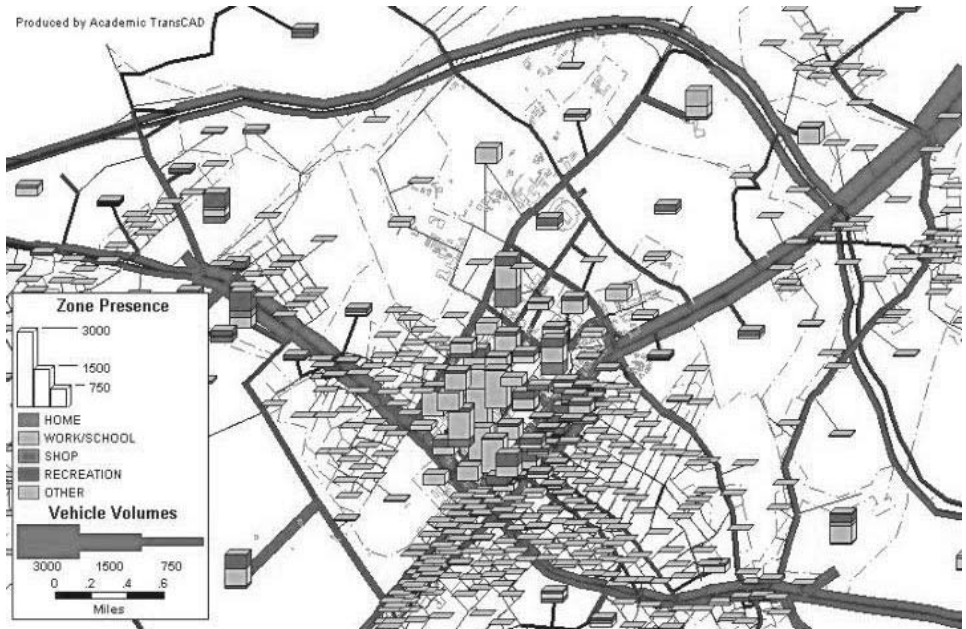 Produced by Academic TransCAD
Zone Presence
3000
1500
750
HOME
WORK/SCHOOL
SHOP
RECREATION
OTHER
Vehicle Volumes
3000 1500 750
0 .2 .4 .6
Miles